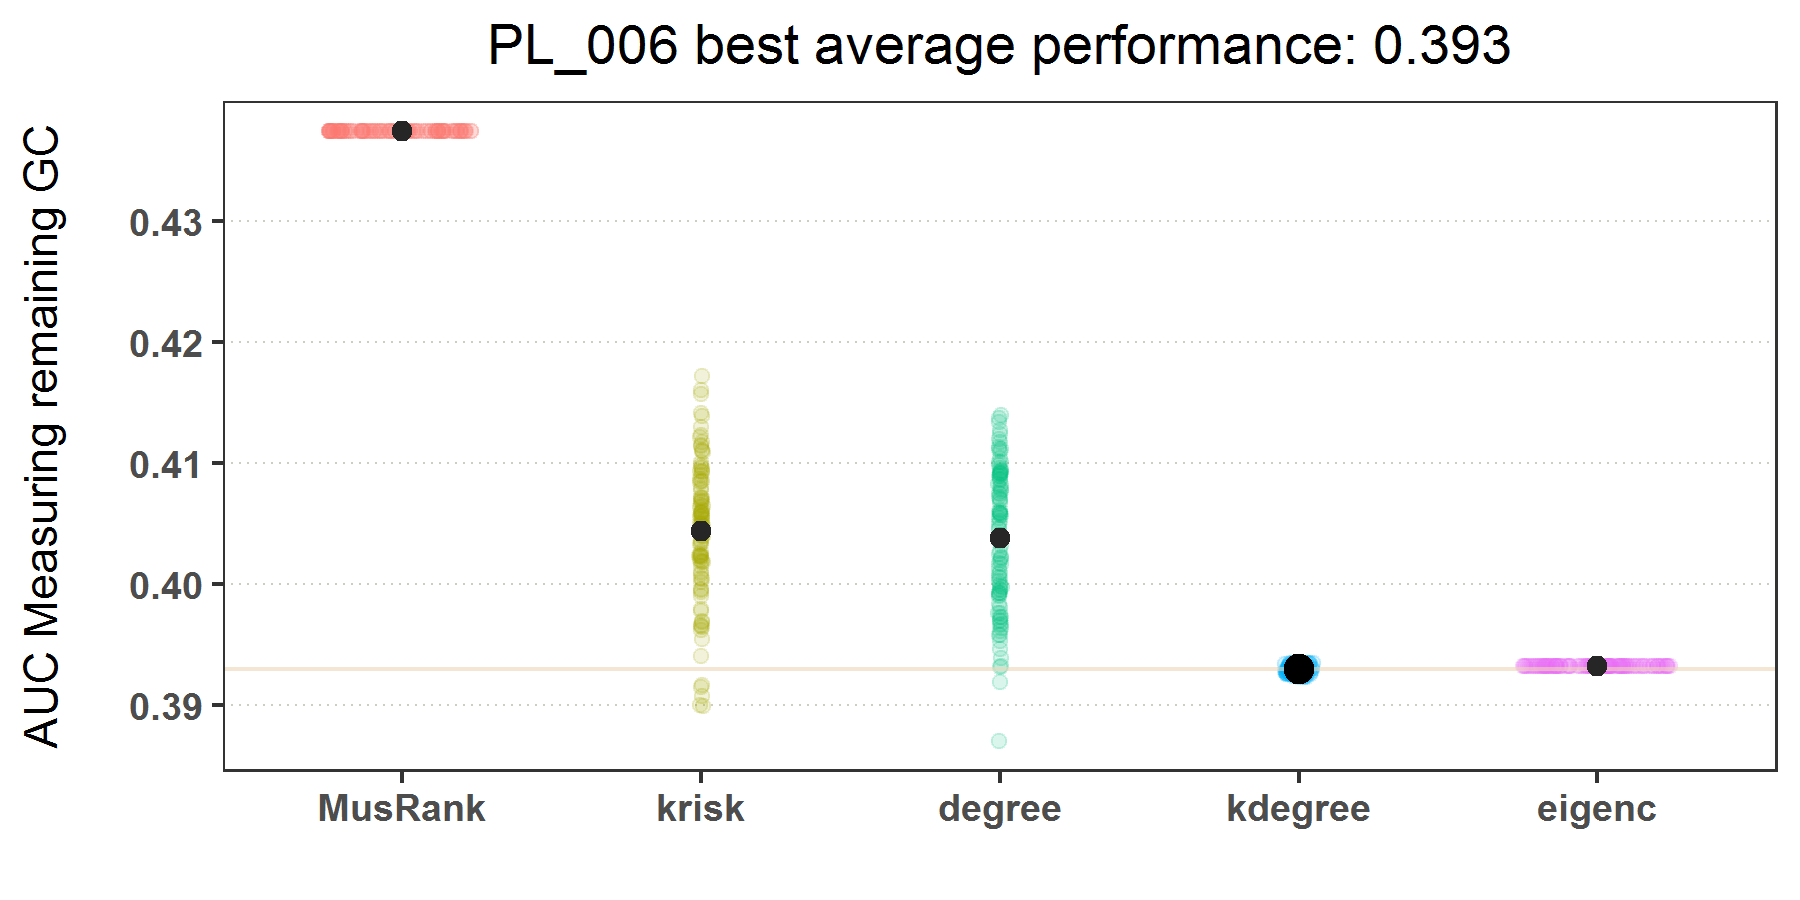 PL_006 best average performance: 0.393
AUC Measuring remaining GC
0.43
0.42
0.41
0.40
0.39
MusRank
krisk
degree
kdegree
eigenc